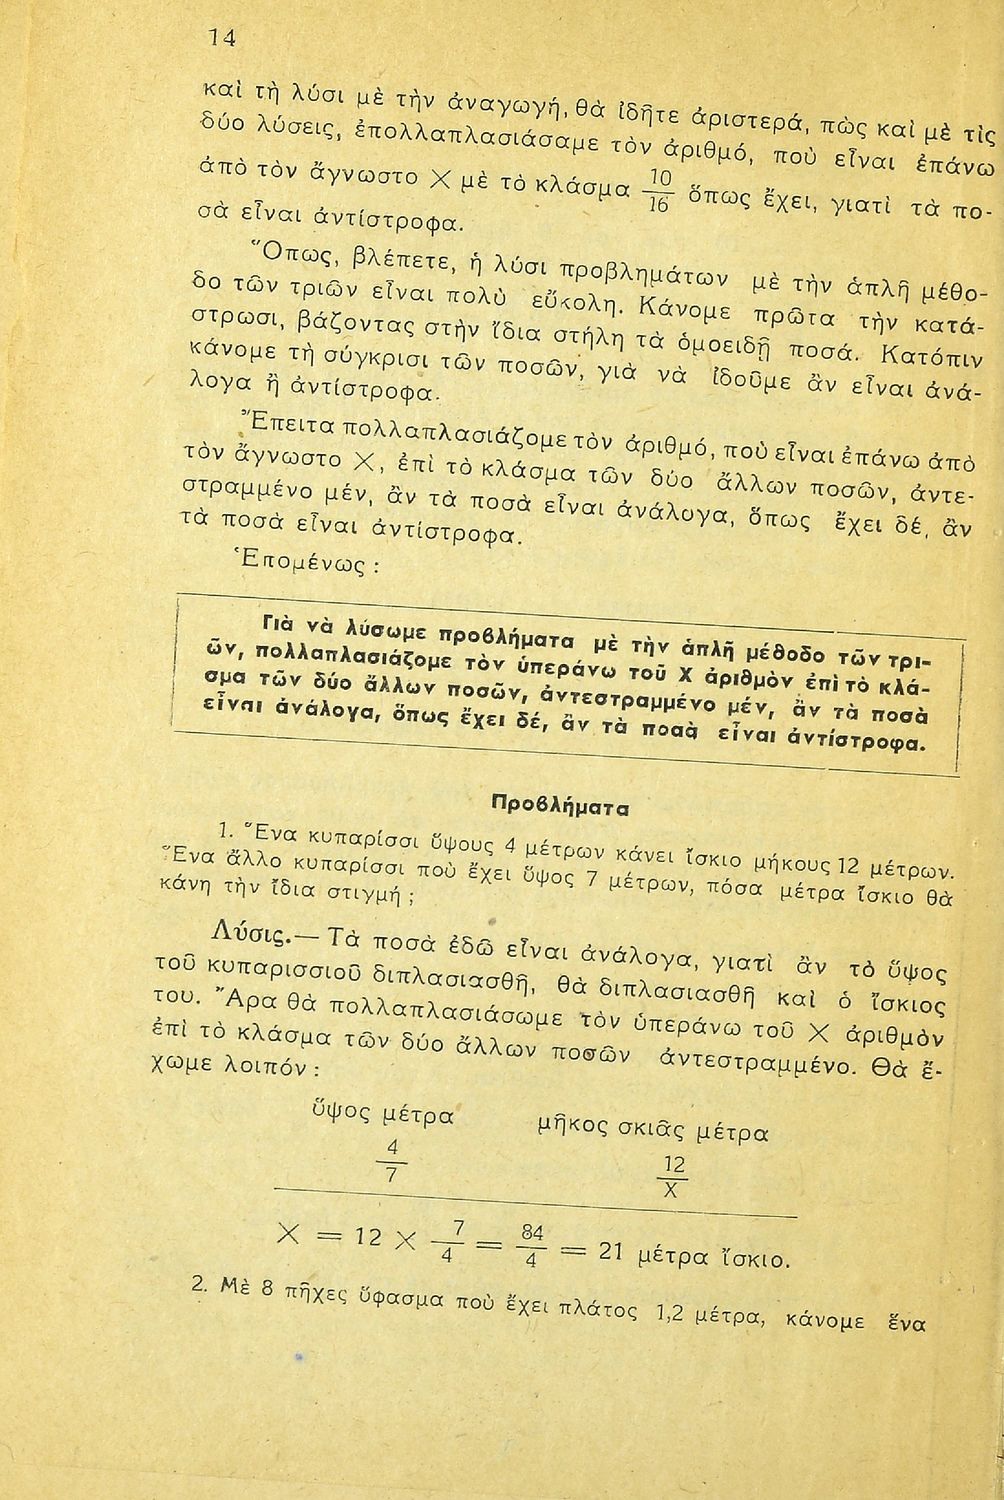 14
καὶ τὴ λύσι μὲ τὴν ἀναγωγή, θὰ ἰδῆτε ἀριστερά, πὼς καὶ μὲ τὶς
δύο λύσεις, ἐπολλαπλασιάσαμε τὸν ἀριθμό, ποὺ εἶναι ἐπάνω
ἀπὸ τὸν ἄγνωστο Χ μὲ τὸ κλάσμα 10/16 ὅπως ἔχει, γιατὶ τὰ πο-
σὰ εἶναι ἀντίστροφα.
Ὅπως, βλέπετε, ἡ λύσι προβλημάτων μὲ τὴν ἁπλῆ μέθο-
δο τῶν τριῶν εἶναι πολὺ εὔκολη. Κάνομε πρῶτα τὴν κατά-
στρωσι, βάζοντας στὴν ἴδια στήλη τὰ ὁμοειδῆ ποσά. Κατόπιν
κάνομε τὴ σύγκρισι τῶν ποσῶν, γιὰ νὰ ἰδοῦμε ἂν εἶναι ἀνά-
λογα ἢ ἀντίστροφα.
Ἔπειτα πολλαπλασιάζομε τὸν ἀριθμό, ποὺ εἶναι ἐπάνω ἀπὸ
τὸν ἄγνωστο Χ, ἐπὶ τὸ κλάσμα τῶν δύο ἄλλων ποσῶν, ἀντε-
στραμμένο μέν, ἂν τὰ ποσὰ εἶναι ἀνάλογα, ὅπως ἔχει δέ, ἂν
τὰ ποσὰ εἶναι ἀντίστροφα.
Ἑπομένως :
Γιὰ νὰ λύσωμε προβλήματα μὲ τὴν ἁπλῆ μέθοδο τῶν τρι-
ῶν, πολλαπλασιάζομε τὸν ὑπεράνω τοῦ Χ ἀριθμὸν ἐπὶ τὸ κλά-
σμα τῶν δύο ἄλλων ποσῶν, ἀντεστραμμένο μέν, ἂν τὰ ποσὰ
εἶναι ἀνάλογα, ὅπως ἔχει δέ, ἂν τὰ ποσὰ εἶναι ἀντίστροφα.
Προβλήματα
1. Ἕνα κυπαρίσσι ὕψους 4 μέτρων κάνει ἴσκιο μήκους 12 μέτρων.
Ἕνα ἄλλο κυπαρίσσι ποὺ ἔχει ὕψος 7 μέτρων, πόσα μέτρα ἴσκιο θὰ
κάνη τὴν ἴδια στιγμή ;
Λύσις.— Τὰ ποσὰ ἐδῶ εἶναι ἀνάλογα, γιατὶ ἂν τὸ ὕψος
τοῦ κυπαρισσιοῦ διπλασιασθῆ, θὰ διπλασιασθῆ καὶ ὁ ἴσκιος
του. Ἄρα θὰ πολλαπλασιάσωμε τὸν ὑπεράνω τοῦ Χ ἀριθμὸν
ἐπὶ τὸ κλάσμα τῶν δύο ἄλλων ποσῶν ἀντεστραμμένο. Θὰ ἔ-
χωμε λοιπόν :
ὕψος μέτρα μῆκος σκιᾶς μέτρα
4/7 12/Χ
Χ = 12 × 7/4 = 84/4 = 21 μέτρα ἴσκιο.
2. Μὲ 8 πῆχες ὕφασμα ποὺ ἔχει πλάτος 1,2 μέτρα, κάνομε ἕνα